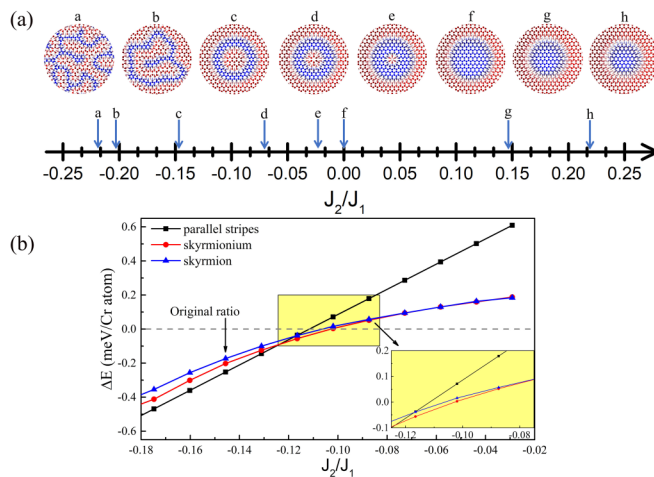 (a)
a b c d e f g h
a b c d e f g h
-0.25 -0.20 -0.15 -0.10 -0.05 0.00 0.05 0.10 0.15 0.20 0.25
J₂/J₁
(b)
0.6
0.4
0.2
0.0
-0.2
-0.4
-0.6
ΔE (meV/Cr atom)
parallel stripes
skyrmionium
skyrmion
Original ratio
0.2
0.1
0.0
-0.1
-0.12 -0.10 -0.08
-0.18 -0.16 -0.14 -0.12 -0.10 -0.08 -0.06 -0.04 -0.02
J₂/J₁